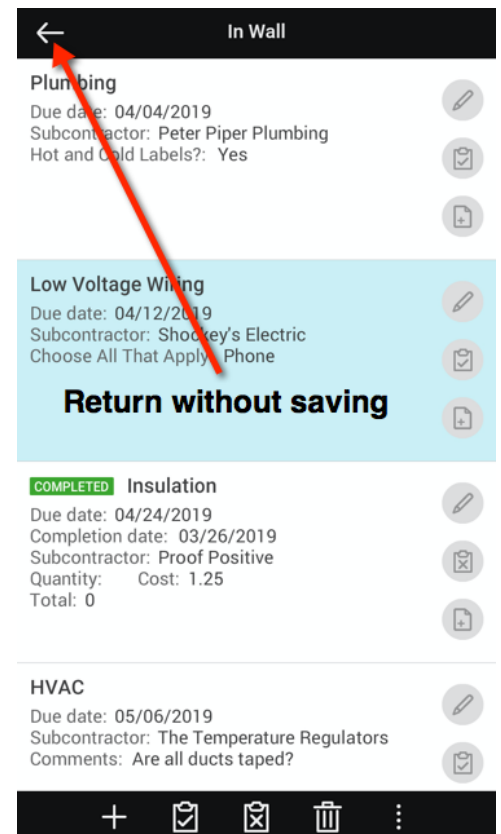 In Wall
Plumbing
Due date: 04/04/2019
Subcontractor: Peter Piper Plumbing
Hot and Cold Labels?: Yes
Low Voltage Wiring
Due date: 04/12/2019
Subcontractor: Shockey's Electric
Choose All That Apply: Phone
Return without saving
COMPLETED Insulation
Due date: 04/24/2019
Completion date: 03/26/2019
Subcontractor: Proof Positive
Quantity: Cost: 1.25
Total: 0
HVAC
Due date: 05/06/2019
Subcontractor: The Temperature Regulators
Comments: Are all ducts taped?